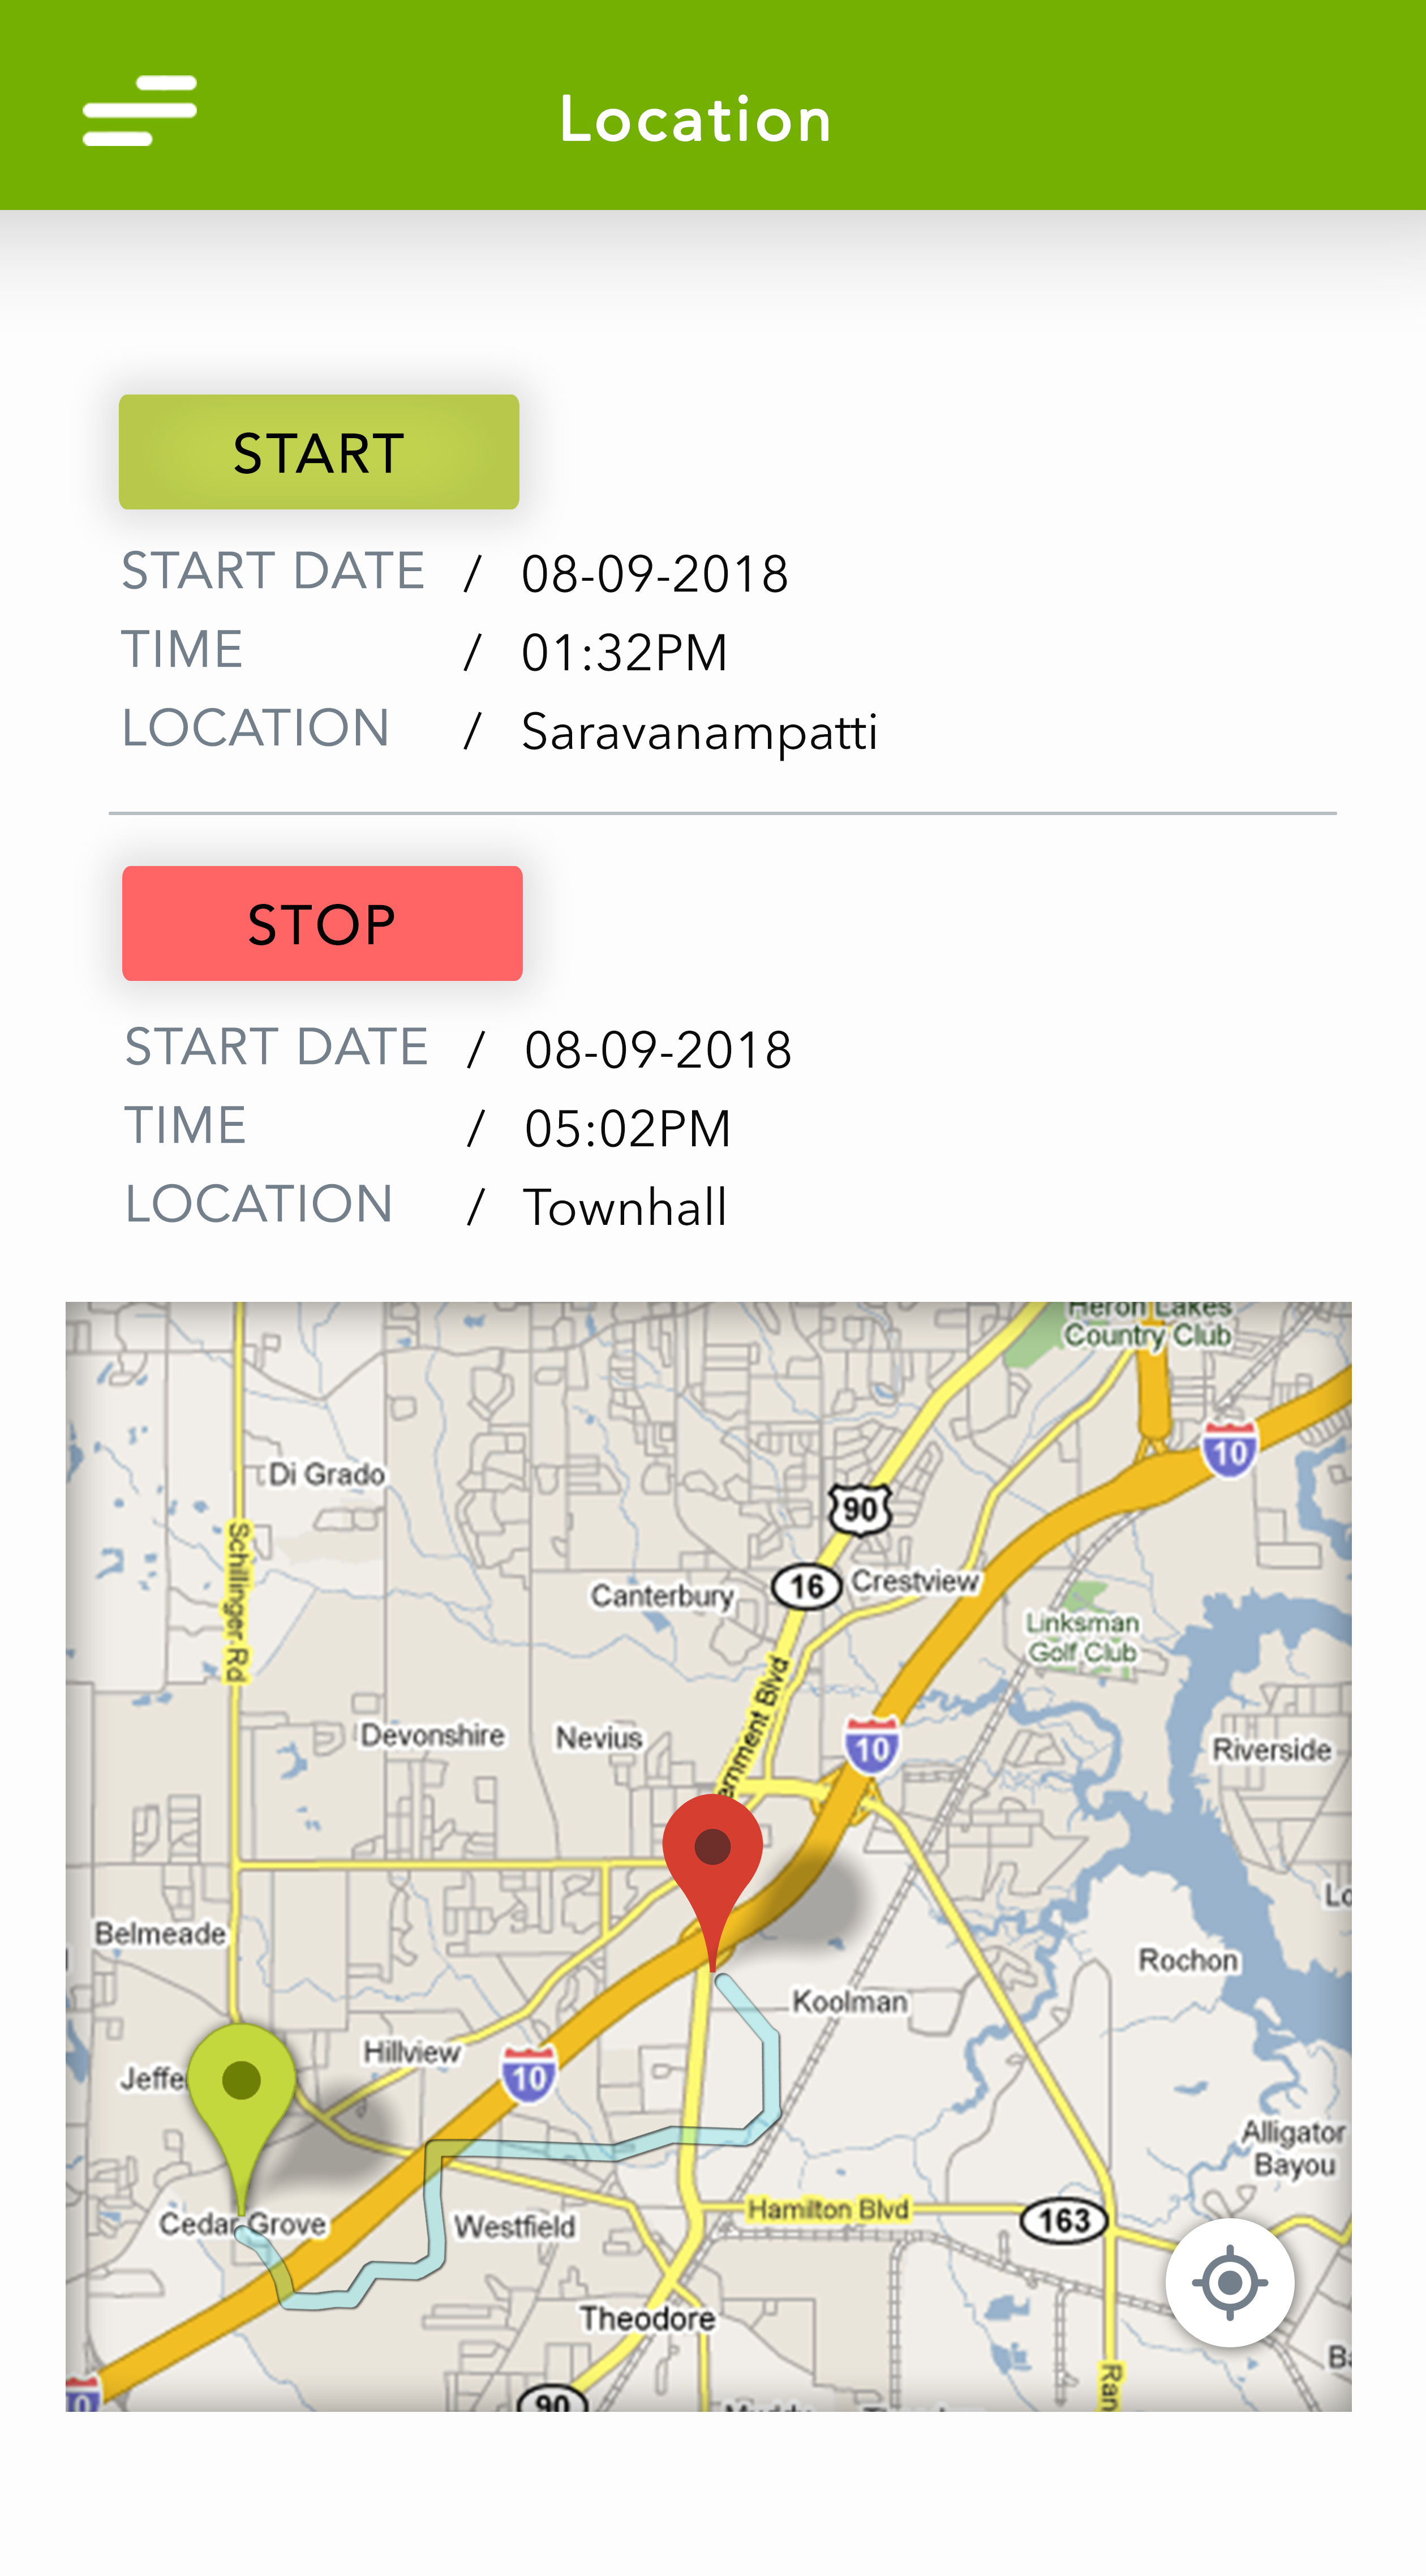 Location
START
START DATE / 08-09-2018
TIME / 01:32PM
LOCATION / Saravanampatti
STOP
START DATE / 08-09-2018
TIME / 05:02PM
LOCATION / Townhall
Heron Lakes
Country Club
10
Di Grado
90
Schillinger Rd
Canterbury
16
Crestview
Linksman
Golf Club
Devonshire
Nevius
ernment Blvd
10
Riverside
Belmeade
Rochon
Koolman
Hillview
10
Jeffe
Alligator
Bayou
Cedar Grove
Westfield
Hamilton Blvd
163
Theodore
90
Ran